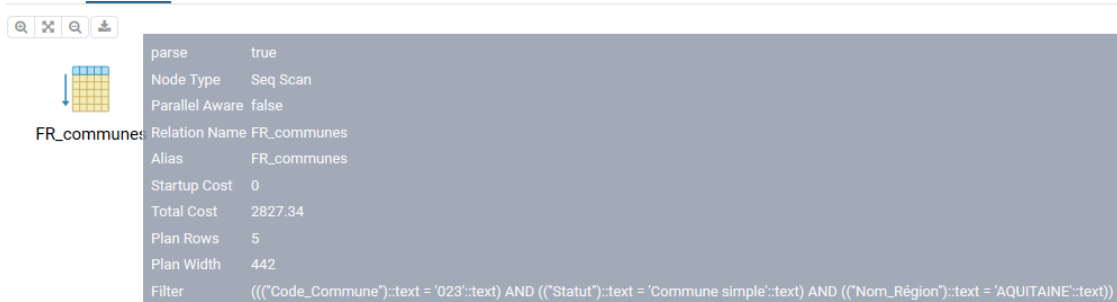 parse true
Node Type Seq Scan
Parallel Aware false
FR_communes
Relation Name FR_communes
Alias FR_communes
Startup Cost 0
Total Cost 2827.34
Plan Rows 5
Plan Width 442
Filter (((("Code_Commune")::text = '023'::text) AND (("Statut")::text = 'Commune simple'::text) AND (("Nom_Région")::text = 'AQUITAINE'::text))